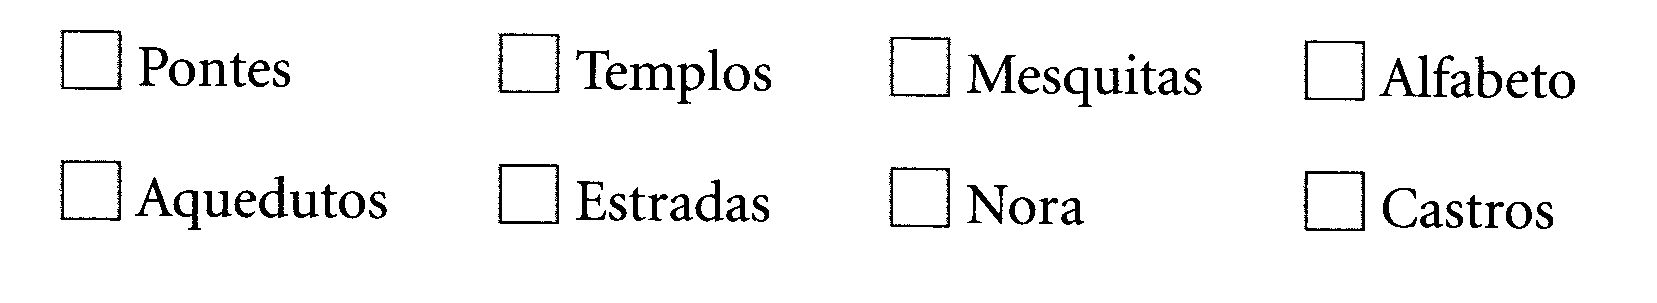 Pontes Templos Mesquitas Alfabeto
Aquedutos Estradas Nora Castros